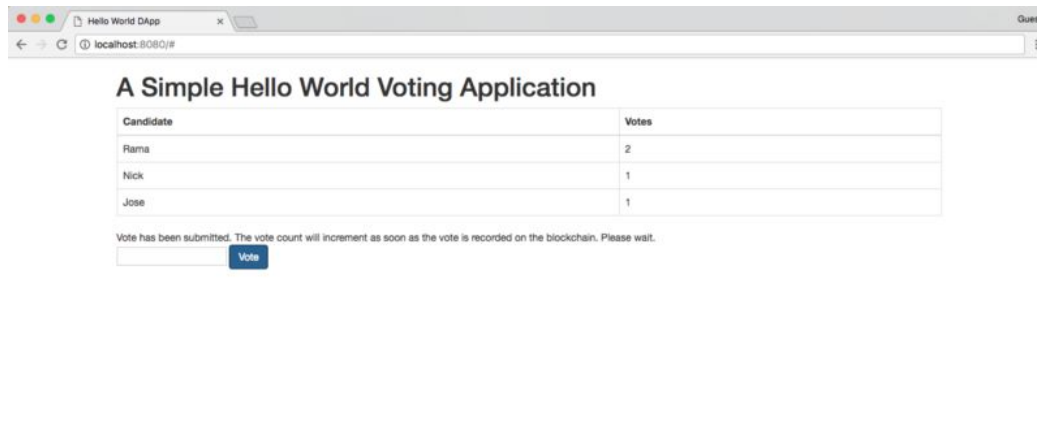 Hello World DApp
Gues
localhost:8080/#
A Simple Hello World Voting Application
Candidate Votes
Rama 2
Nick 1
Jose 1
Vote has been submitted. The vote count will increment as soon as the vote is recorded on the blockchain. Please wait.
Vote